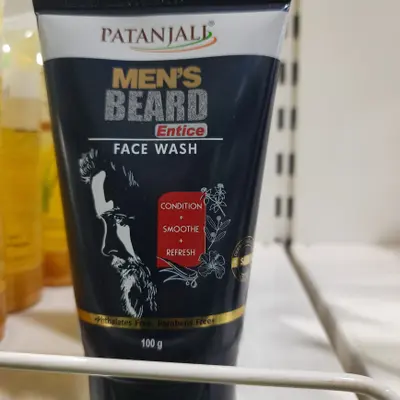 PATANJALI
MEN'S
BEARD
Entice
FACE WASH
CONDITION
+
SMOOTHE
+
REFRESH
100 g